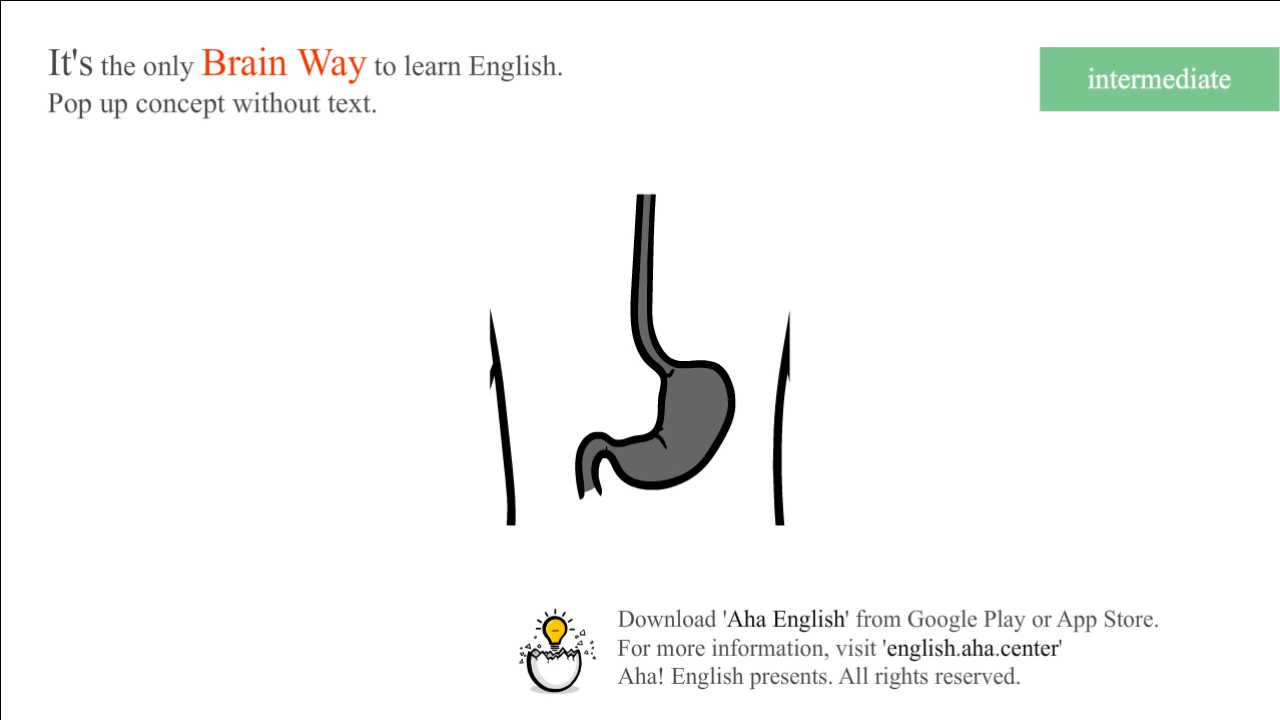 It's the only Brain Way to learn English.
Pop up concept without text.
intermediate
Download 'Aha English' from Google Play or App Store.
For more information, visit 'english.aha.center'
Aha! English presents. All rights reserved.